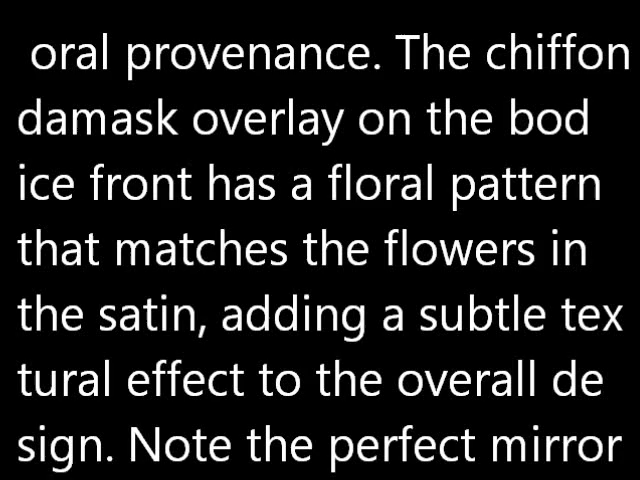 oral provenance. The chiffon
damask overlay on the bod
ice front has a floral pattern
that matches the flowers in
the satin, adding a subtle tex
tural effect to the overall de
sign. Note the perfect mirror